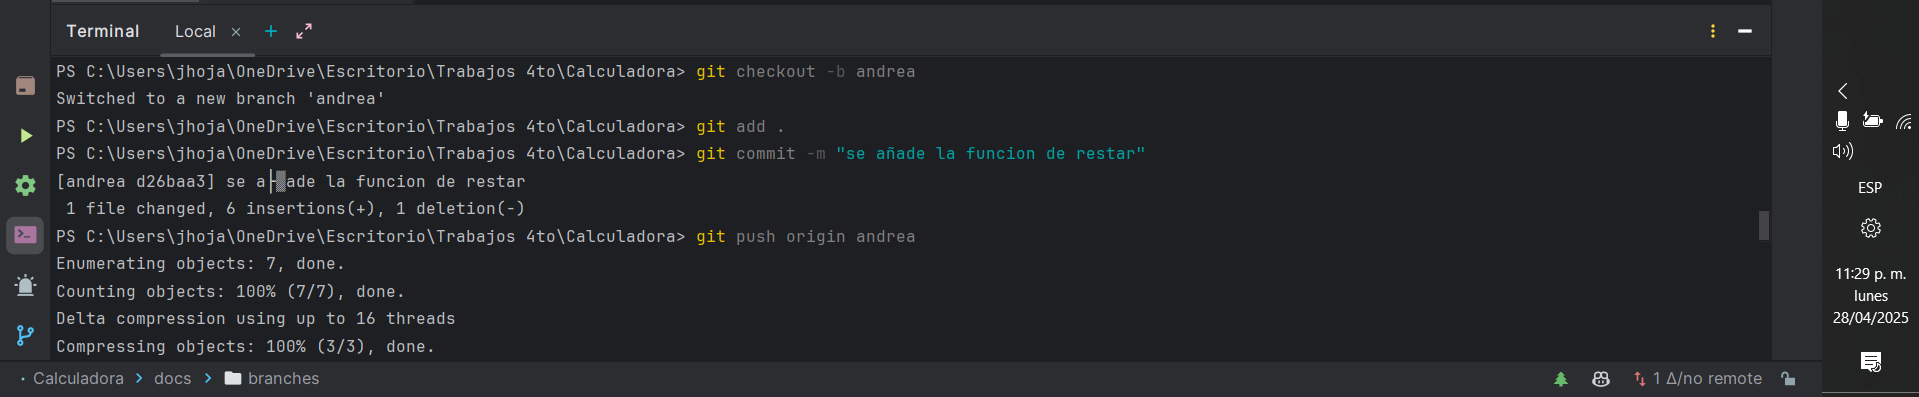 Terminal Local
PS C:\Users\jhoja\OneDrive\Escritorio\Trabajos 4to\Calculadora> git checkout -b andrea
Switched to a new branch 'andrea'
PS C:\Users\jhoja\OneDrive\Escritorio\Trabajos 4to\Calculadora> git add .
PS C:\Users\jhoja\OneDrive\Escritorio\Trabajos 4to\Calculadora> git commit -m "se añade la funcion de restar"
[andrea d26baa3] se a├▒ade la funcion de restar
1 file changed, 6 insertions(+), 1 deletion(-)
PS C:\Users\jhoja\OneDrive\Escritorio\Trabajos 4to\Calculadora> git push origin andrea
Enumerating objects: 7, done.
Counting objects: 100% (7/7), done.
Delta compression using up to 16 threads
Compressing objects: 100% (3/3), done.
Calculadora > docs > branches
1 Δ/no remote
ESP
11:29 p. m.
lunes
28/04/2025